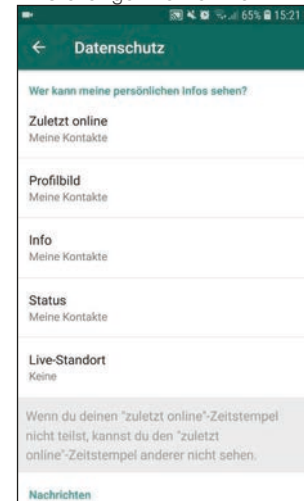 65% 15:21
Datenschutz
Wer kann meine persönlichen Infos sehen?
Zuletzt online
Meine Kontakte
Profilbild
Meine Kontakte
Info
Meine Kontakte
Status
Meine Kontakte
Live-Standort
Keine
Wenn du deinen "zuletzt online"-Zeitstempel
nicht teilst, kannst du den "zuletzt
online"-Zeitstempel anderer nicht sehen.
Nachrichten